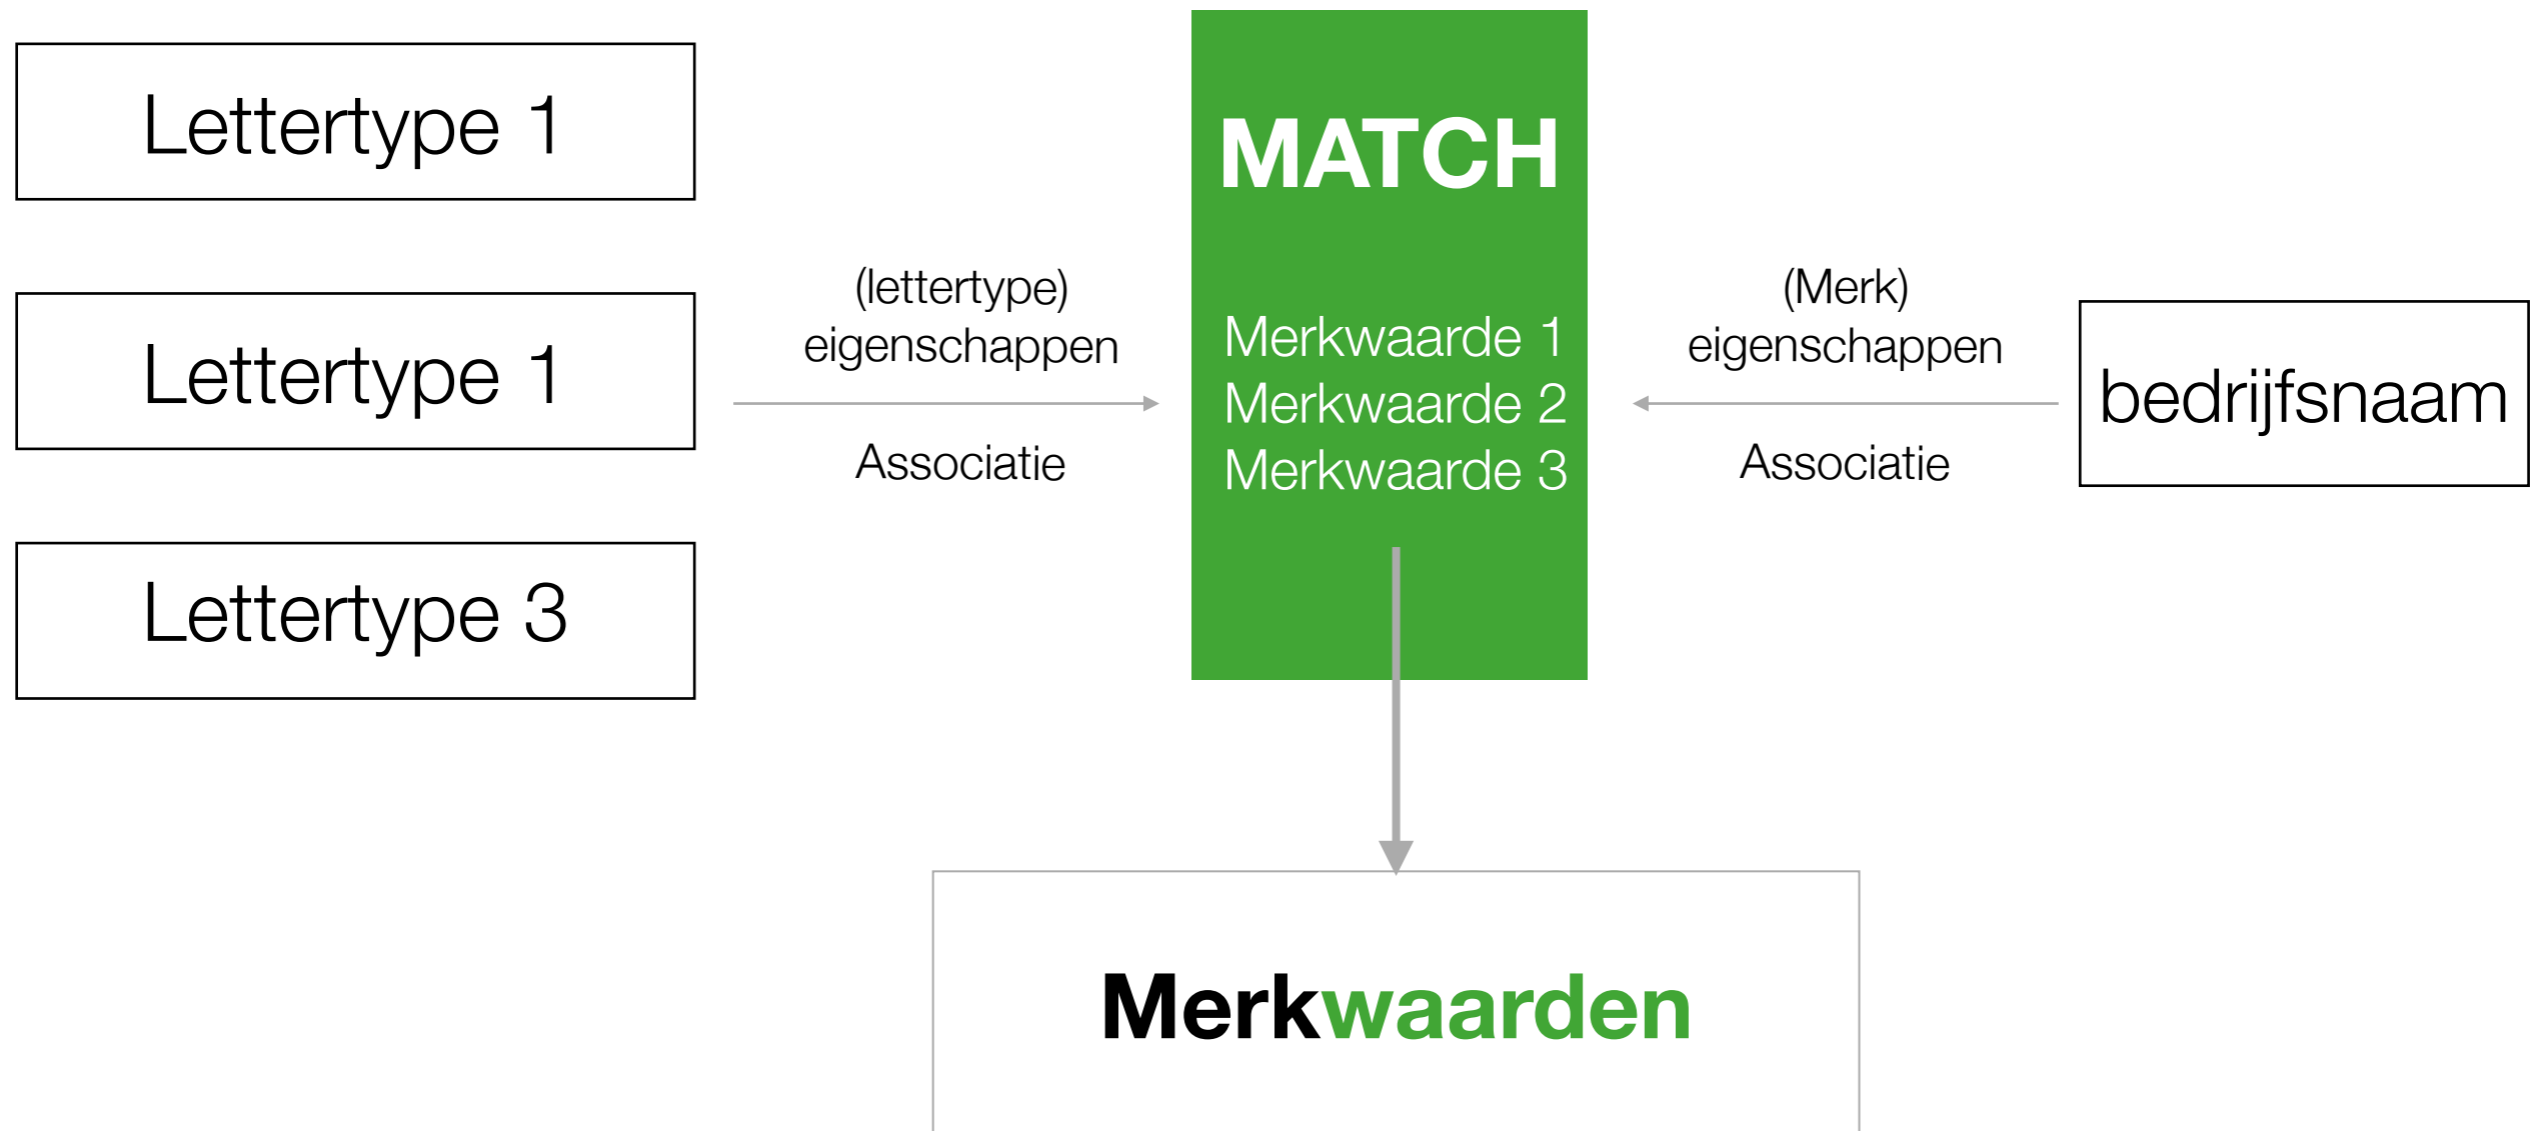 Lettertype 1
Lettertype 1
Lettertype 3
(lettertype)
eigenschappen
Associatie
MATCH
Merkwaarde 1
Merkwaarde 2
Merkwaarde 3
(Merk)
eigenschappen
Associatie
bedrijfsnaam
Merkwaarden